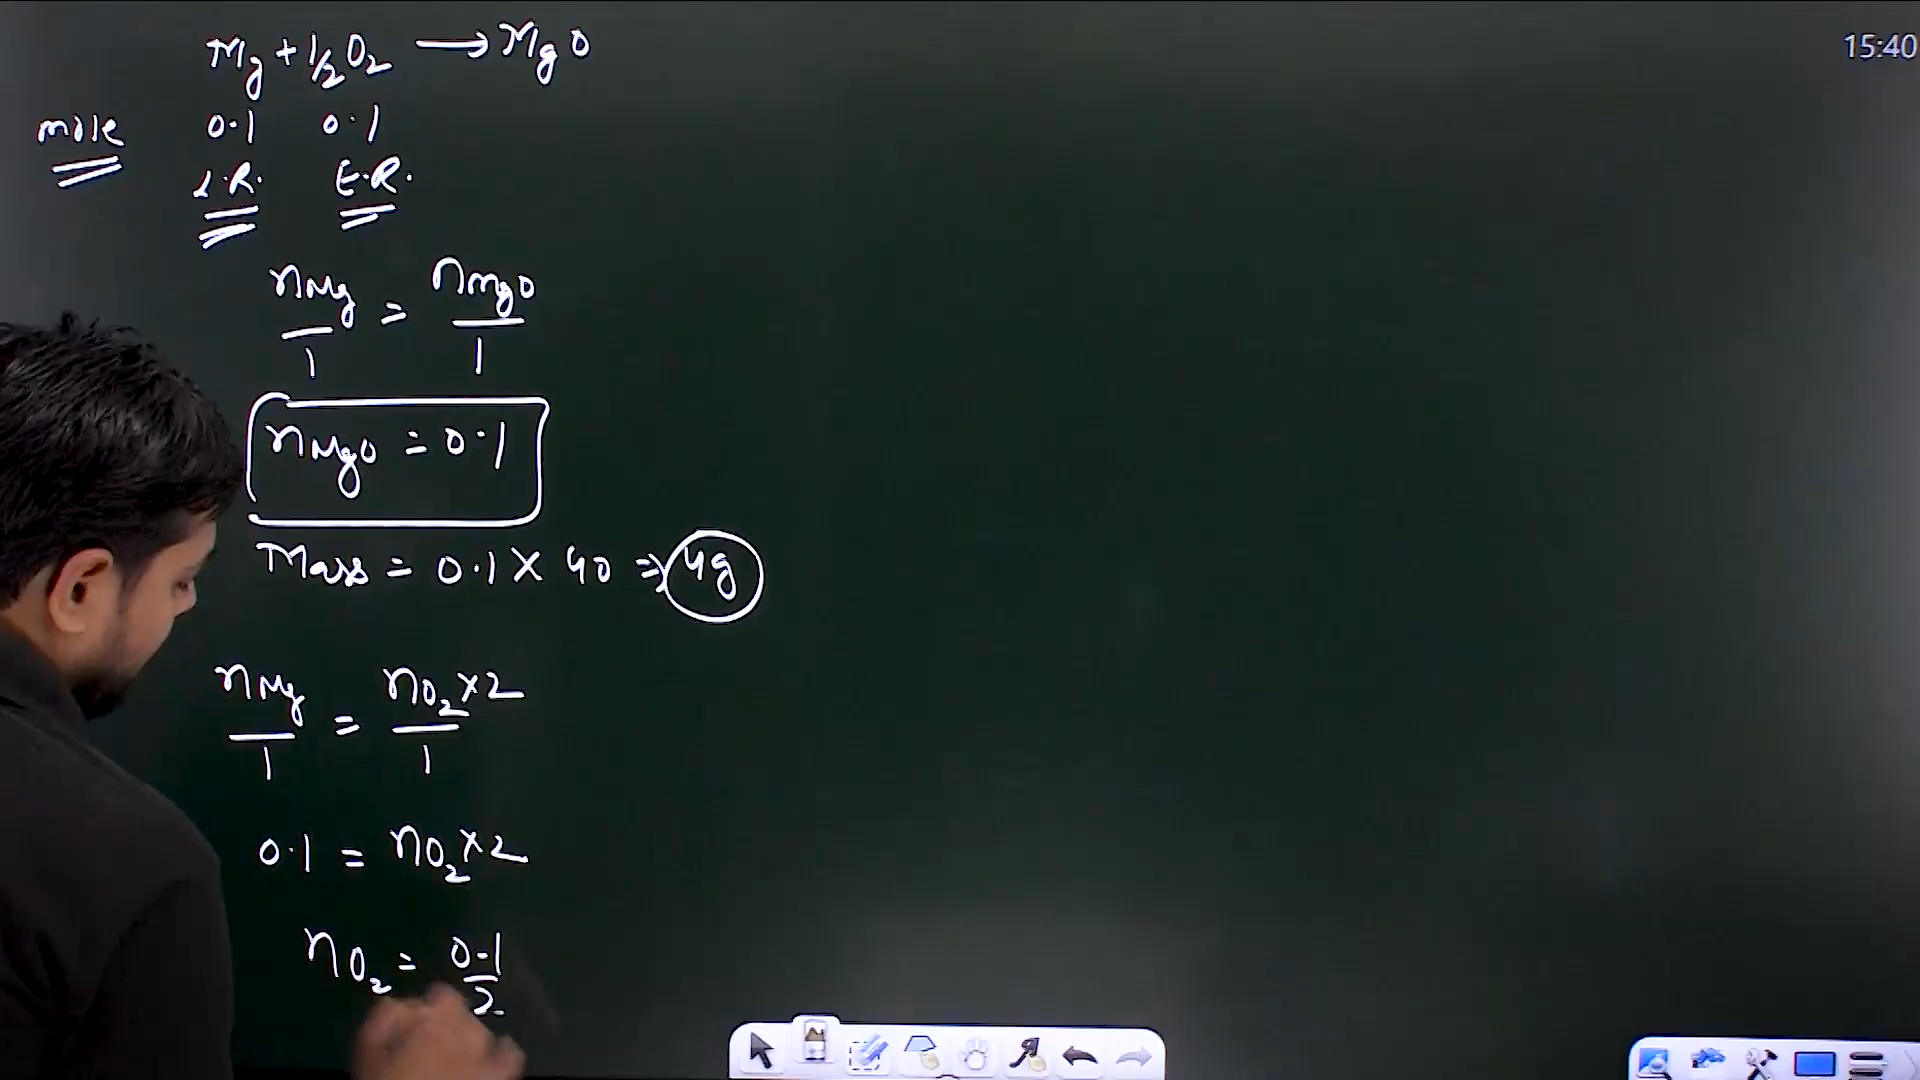 Mg + 1/2 O2 → MgO
15:40
mole 0.1 0.1
L.R. E.R.
nMg/1 = nMgO/1
nMgO = 0.1
Mass = 0.1 × 40 ⇒ 4g
nMg/1 = nO2×2/1
0.1 = nO2×2
nO2 = 0.1/2